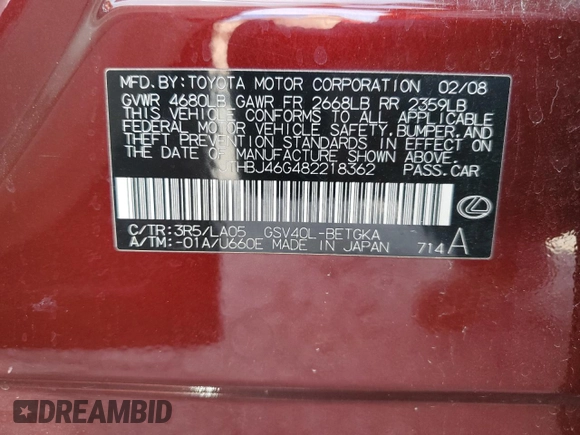 MFD. BY: TOYOTA MOTOR CORPORATION 02/08
GVWR 4680LB GAWR FR 2668LB RR 2359LB
THIS VEHICLE CONFORMS TO ALL APPLICABLE
FEDERAL MOTOR VEHICLE SAFETY, BUMPER, AND
THEFT PREVENTION STANDARDS IN EFFECT ON
THE DATE OF MANUFACTURE SHOWN ABOVE.
THBJ46G482218362 PASS. CAR
C/TR: 3R5/LA05 GSV40L-BETGKA
A/TM: -01A/U660E MADE IN JAPAN 714 A
DREAMBID